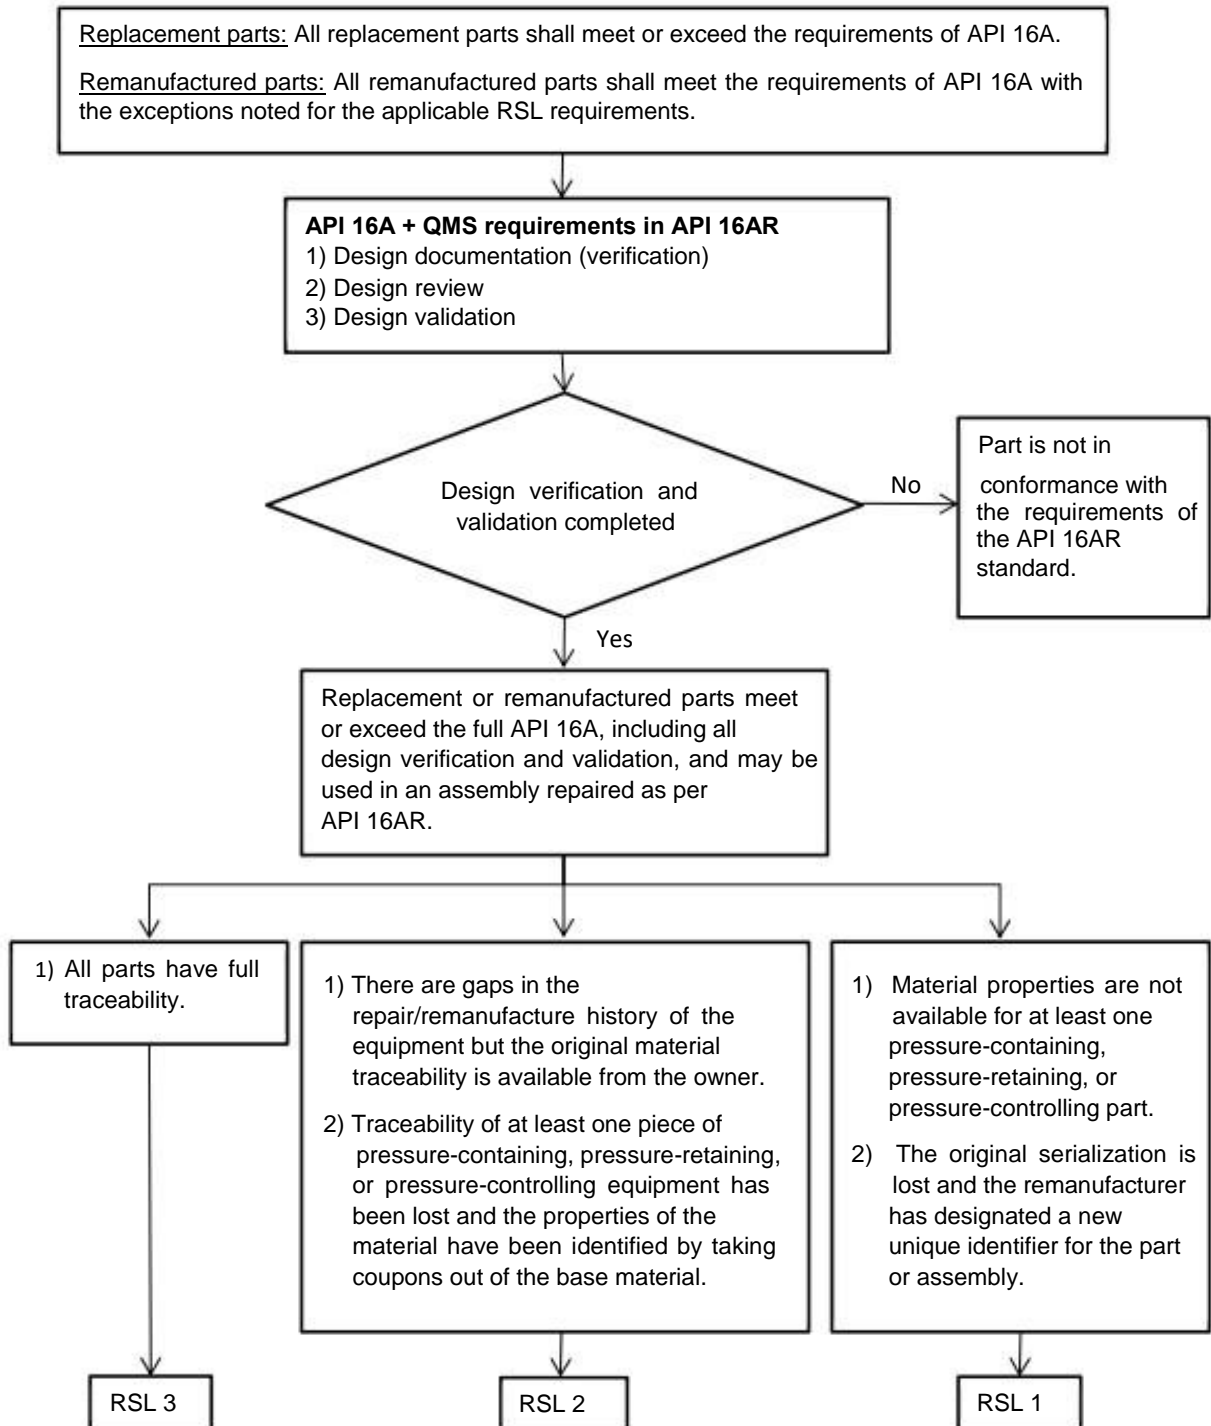 Replacement parts: All replacement parts shall meet or exceed the requirements of API 16A.
Remanufactured parts: All remanufactured parts shall meet the requirements of API 16A with
the exceptions noted for the applicable RSL requirements.
API 16A + QMS requirements in API 16AR
1) Design documentation (verification)
2) Design review
3) Design validation
Design verification and
validation completed
No
Part is not in
conformance with
the requirements of
the API 16AR
standard.
Yes
Replacement or remanufactured parts meet
or exceed the full API 16A, including all
design verification and validation, and may be
used in an assembly repaired as per
API 16AR.
1) All parts have full
traceability.
1) There are gaps in the
repair/remanufacture history of the
equipment but the original material
traceability is available from the owner.
2) Traceability of at least one piece of
pressure-containing, pressure-retaining,
or pressure-controlling equipment has
been lost and the properties of the
material have been identified by taking
coupons out of the base material.
1) Material properties are not
available for at least one
pressure-containing,
pressure-retaining, or
pressure-controlling part.
2) The original serialization is
lost and the remanufacturer
has designated a new
unique identifier for the part
or assembly.
RSL 3
RSL 2
RSL 1